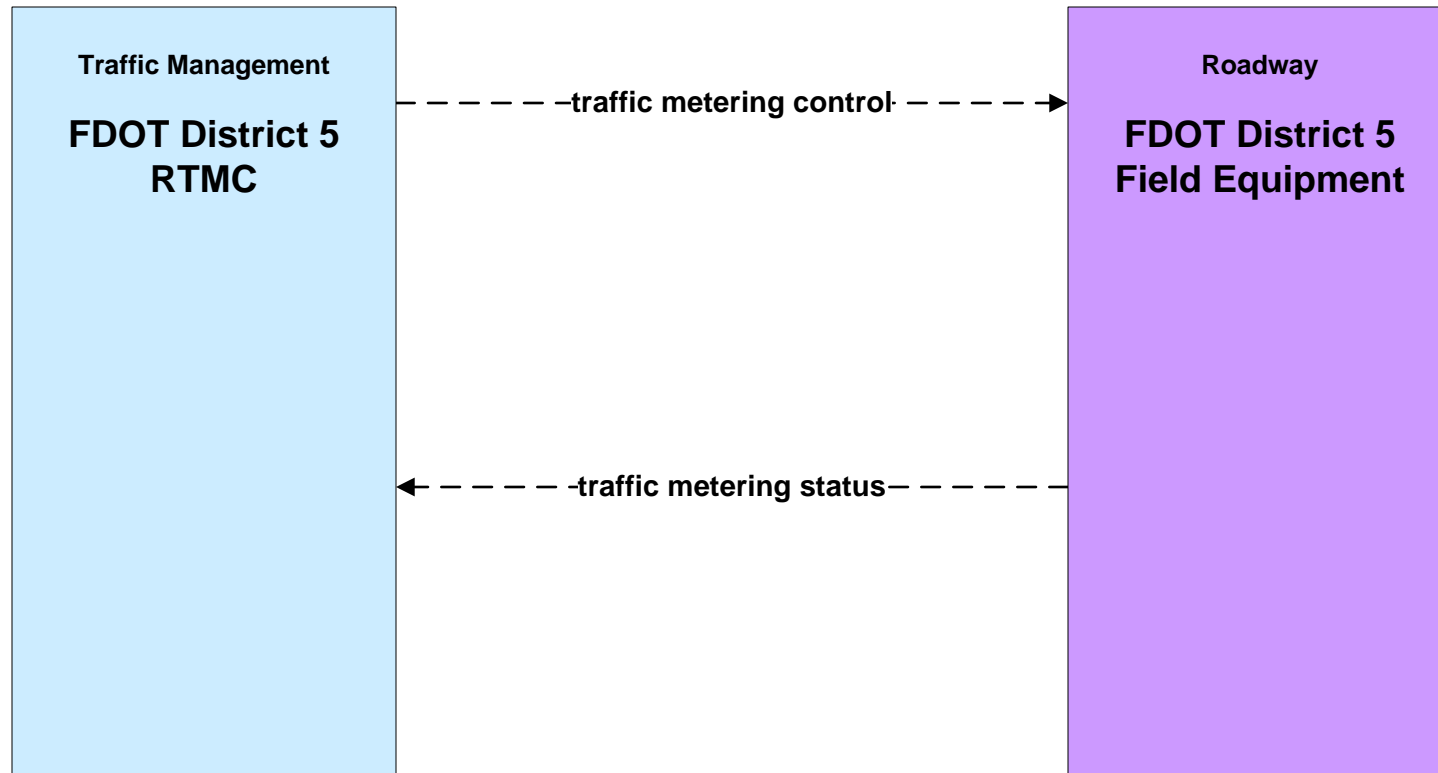 Traffic Management
FDOT District 5
RTMC
traffic metering control
traffic metering status
Roadway
FDOT District 5
Field Equipment